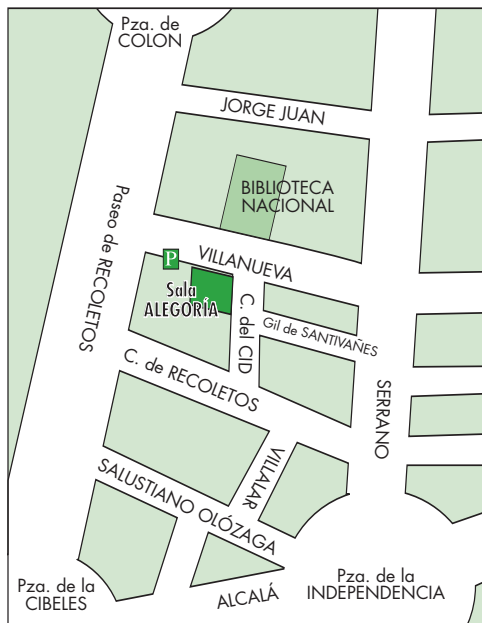 Pza. de
COLON
JORGE JUAN
BIBLIOTECA
NACIONAL
Paseo de RECOLETOS
VILLANUEVA
P
Sala
ALEGORÍA
C. del CID
Gil de SANTIVAÑES
C. de RECOLETOS
SERRANO
VILLALAR
SALUSTIANO OLÓZAGA
Pza. de la
CIBELES
ALCALÁ
Pza. de la
INDEPENDENCIA